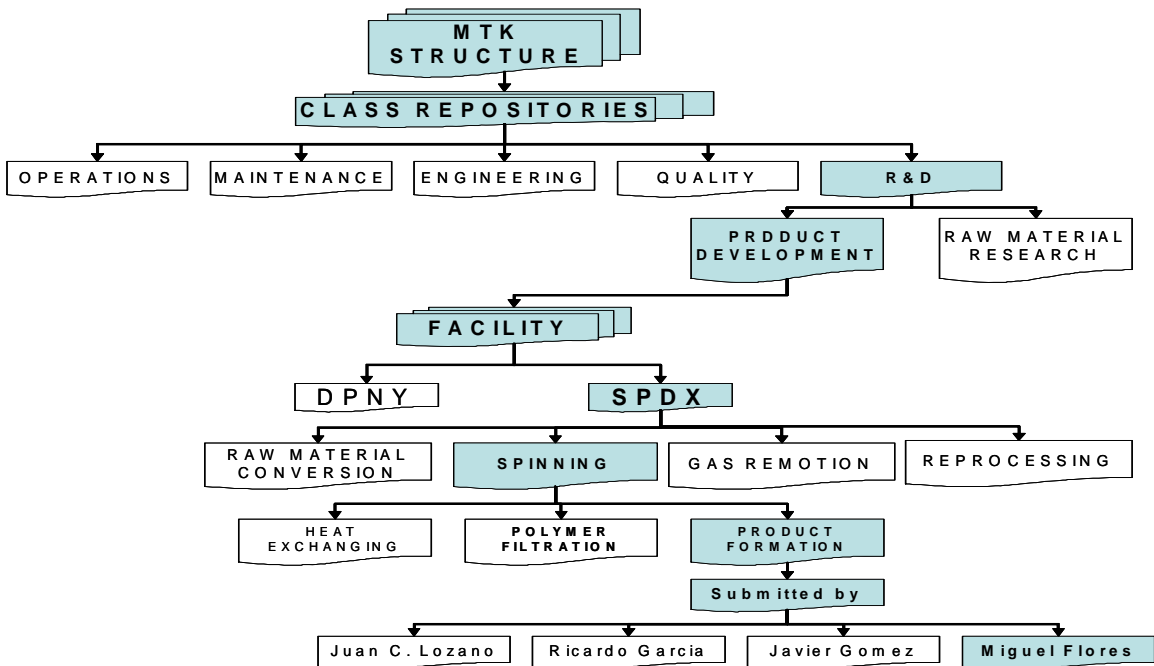 MTK
STRUCTURE
CLASS REPOSITORIES
OPERATIONS
MAINTENANCE
ENGINEERING
QUALITY
R&D
PRDDUCT
DEVELOPMENT
RAW MATERIAL
RESEARCH
FACILITY
DPNY
SPDX
RAW MATERIAL
CONVERSION
SPINNING
GAS REMOTION
REPROCESSING
HEAT
EXCHANGING
POLYMER
FILTRATION
PRODUCT
FORMATION
Submitted by
Juan C. Lozano
Ricardo Garcia
Javier Gomez
Miguel Flores